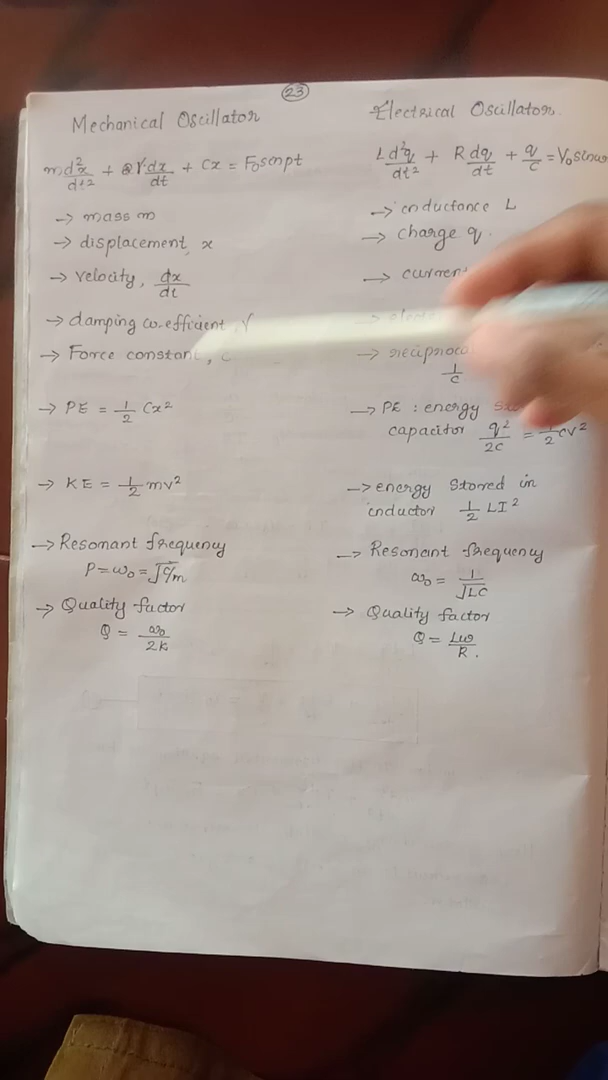 23
Mechanical Oscillator
m d²x/dt² + γ dx/dt + Cx = F₀ sin pt
→ mass m
→ displacement, x
→ velocity, dx/dt
→ damping co-efficient, γ
→ Force constant, C
→ PE = 1/2 Cx²
→ KE = 1/2 mv²
→ Resonant frequency
P = ω₀ = √C/m
→ Quality factor
Q = ω₀/2k
Electrical Oscillator.
L d²q/dt² + R dq/dt + q/c = V₀ sin
→ inductance L
→ charge q.
→ 
→ 
→ 
1/c
→ PE : energy
capacitor q²/2c = 1/2 cv²
→ energy stored in
inductor 1/2 LI²
→ Resonant frequency
ω₀ = 1/√LC
→ Quality factor
Q = Lω/R.